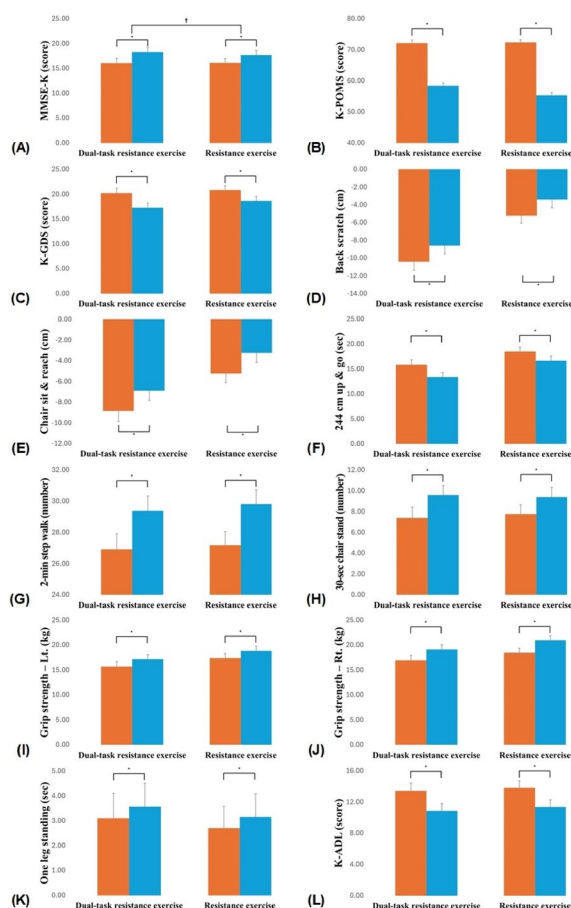 †
25.00
* *
20.00
15.00
10.00
5.00
0.00
MMSE-K (score)
Dual-task resistance exercise Resistance exercise
(A)
* *
80.00
70.00
60.00
50.00
40.00
K-POMS (score)
Dual-task resistance exercise Resistance exercise
(B)
25.00
* *
20.00
15.00
10.00
5.00
0.00
K-GDS (score)
Dual-task resistance exercise Resistance exercise
(C)
0.00
-2.00
-4.00
-6.00
-8.00
-10.00
-12.00
-14.00
* *
Back scratch (cm)
Dual-task resistance exercise Resistance exercise
(D)
0.00
-2.00
-4.00
-6.00
-8.00
-10.00
-12.00
* *
Chair sit & reach (cm)
Dual-task resistance exercise Resistance exercise
(E)
25.00
* *
20.00
15.00
10.00
5.00
0.00
244 cm up & go (sec)
Dual-task resistance exercise Resistance exercise
(F)
32.00
* *
30.00
28.00
26.00
24.00
2-min step walk (number)
Dual-task resistance exercise Resistance exercise
(G)
12.00
* *
10.00
8.00
6.00
4.00
2.00
0.00
30-sec chair stand (number)
Dual-task resistance exercise Resistance exercise
(H)
25.00
* *
20.00
15.00
10.00
5.00
0.00
Grip strength – Lt. (kg)
Dual-task resistance exercise Resistance exercise
(I)
25.00
* *
20.00
15.00
10.00
5.00
0.00
Grip strength – Rt. (kg)
Dual-task resistance exercise Resistance exercise
(J)
5.00
* *
4.00
3.00
2.00
1.00
0.00
One leg standing (sec)
Dual-task resistance exercise Resistance exercise
(K)
16.00
* *
12.00
8.00
4.00
0.00
K-ADL (score)
Dual-task resistance exercise Resistance exercise
(L)